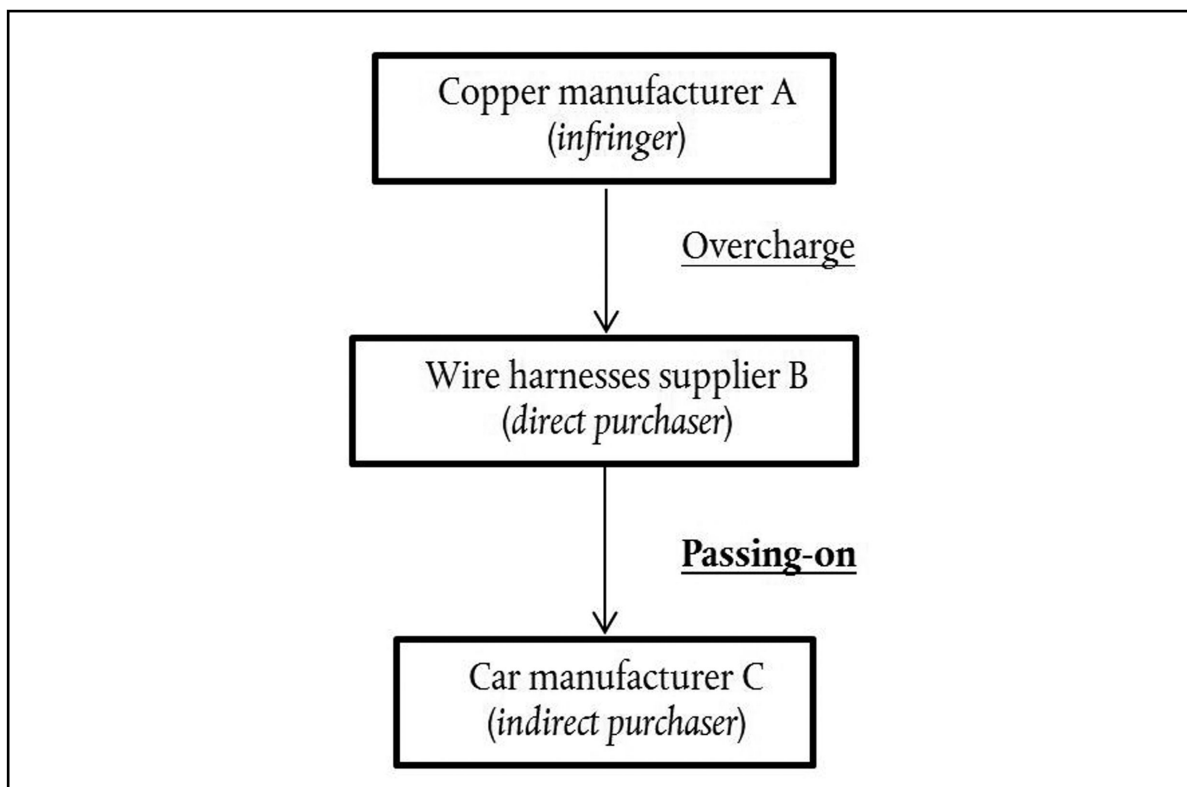 Copper manufacturer A
(infringer)
Overcharge
Wire harnesses supplier B
(direct purchaser)
Passing-on
Car manufacturer C
(indirect purchaser)